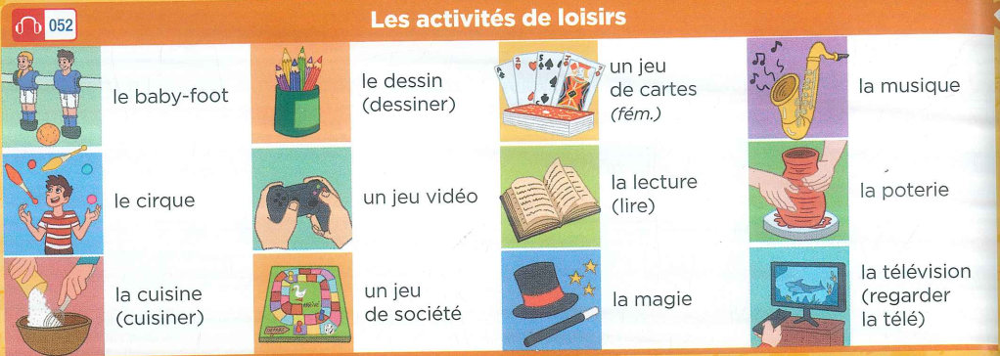 052
Les activités de loisirs
le baby-foot
le dessin
(dessiner)
un jeu
de cartes
(fém.)
la musique
le cirque
un jeu vidéo
la lecture
(lire)
la poterie
la cuisine
(cuisiner)
un jeu
de société
la magie
la télévision
(regarder
la télé)